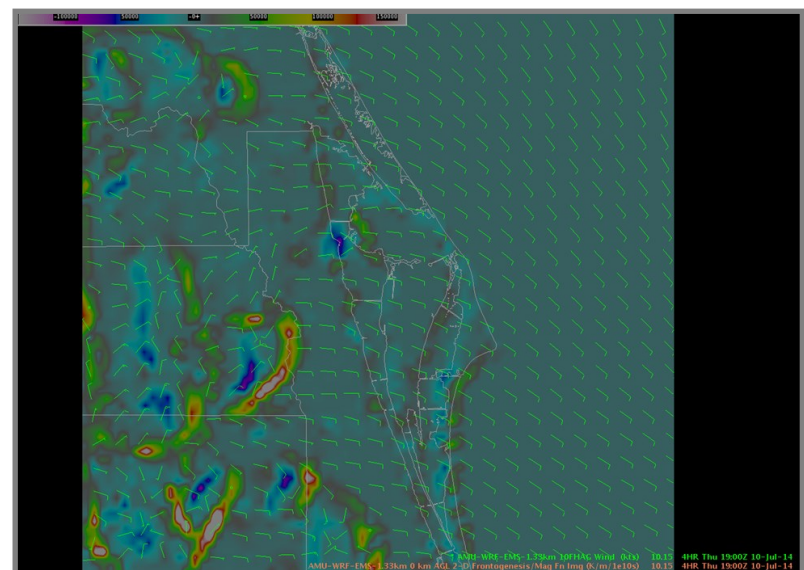 -100000 50000 -0+ 50000 100000 150000
AMU-WRF-EMS-1.33km 10FHAG Wind (kts) 10.15 4HR Thu 19:00Z 10-Jul-14
AMU-WRF-EMS-1.33km 0 km AGL 2-D Frontogenesis/Mag Fn Img (K/m/1e10s) 10.15 4HR Thu 19:00Z 10-Jul-14